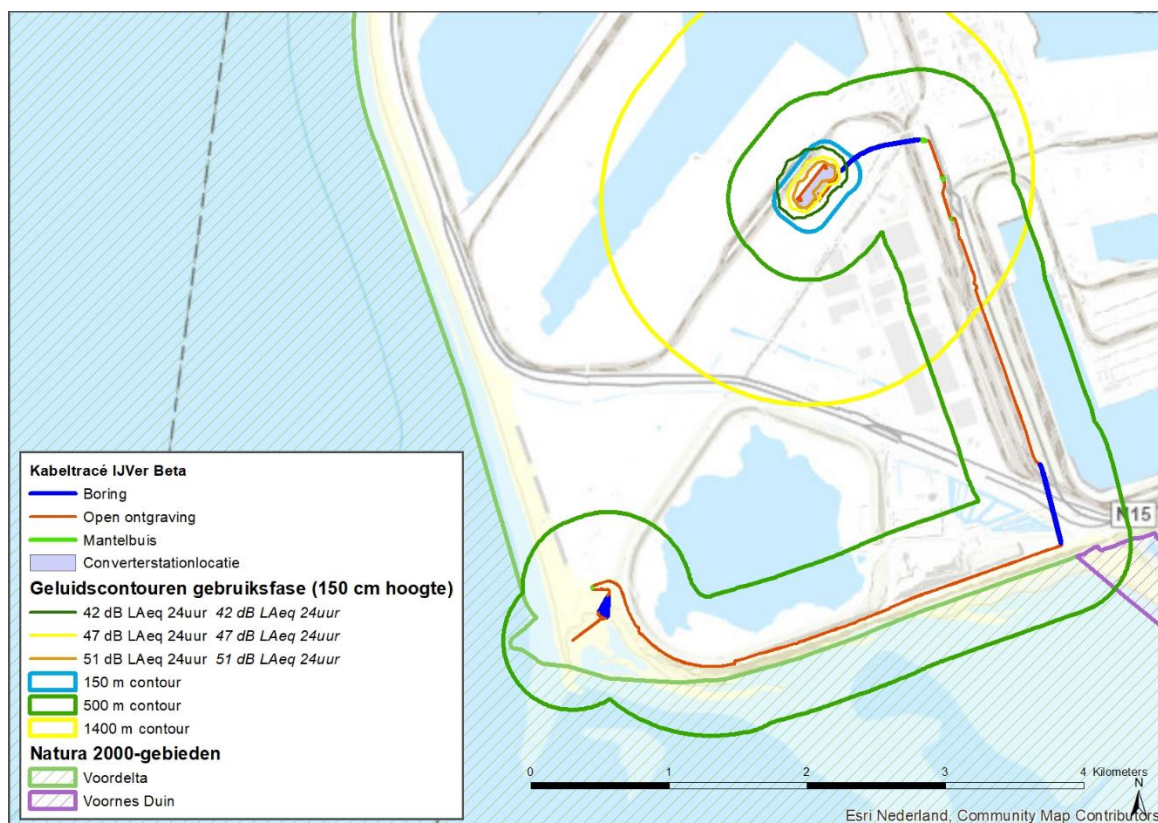 N15
Kabeltracé IJVer Beta
Boring
Open ontgraving
Mantelbuis
Converterstationlocatie
Geluidscontouren gebruiksfase (150 cm hoogte)
42 dB LAeq 24uur 42 dB LAeq 24uur
47 dB LAeq 24uur 47 dB LAeq 24uur
51 dB LAeq 24uur 51 dB LAeq 24uur
150 m contour
500 m contour
1400 m contour
Natura 2000-gebieden
Voordelta
Voornes Duin
0 1 2 3 4 Kilometers
N
Esri Nederland, Community Map Contributors